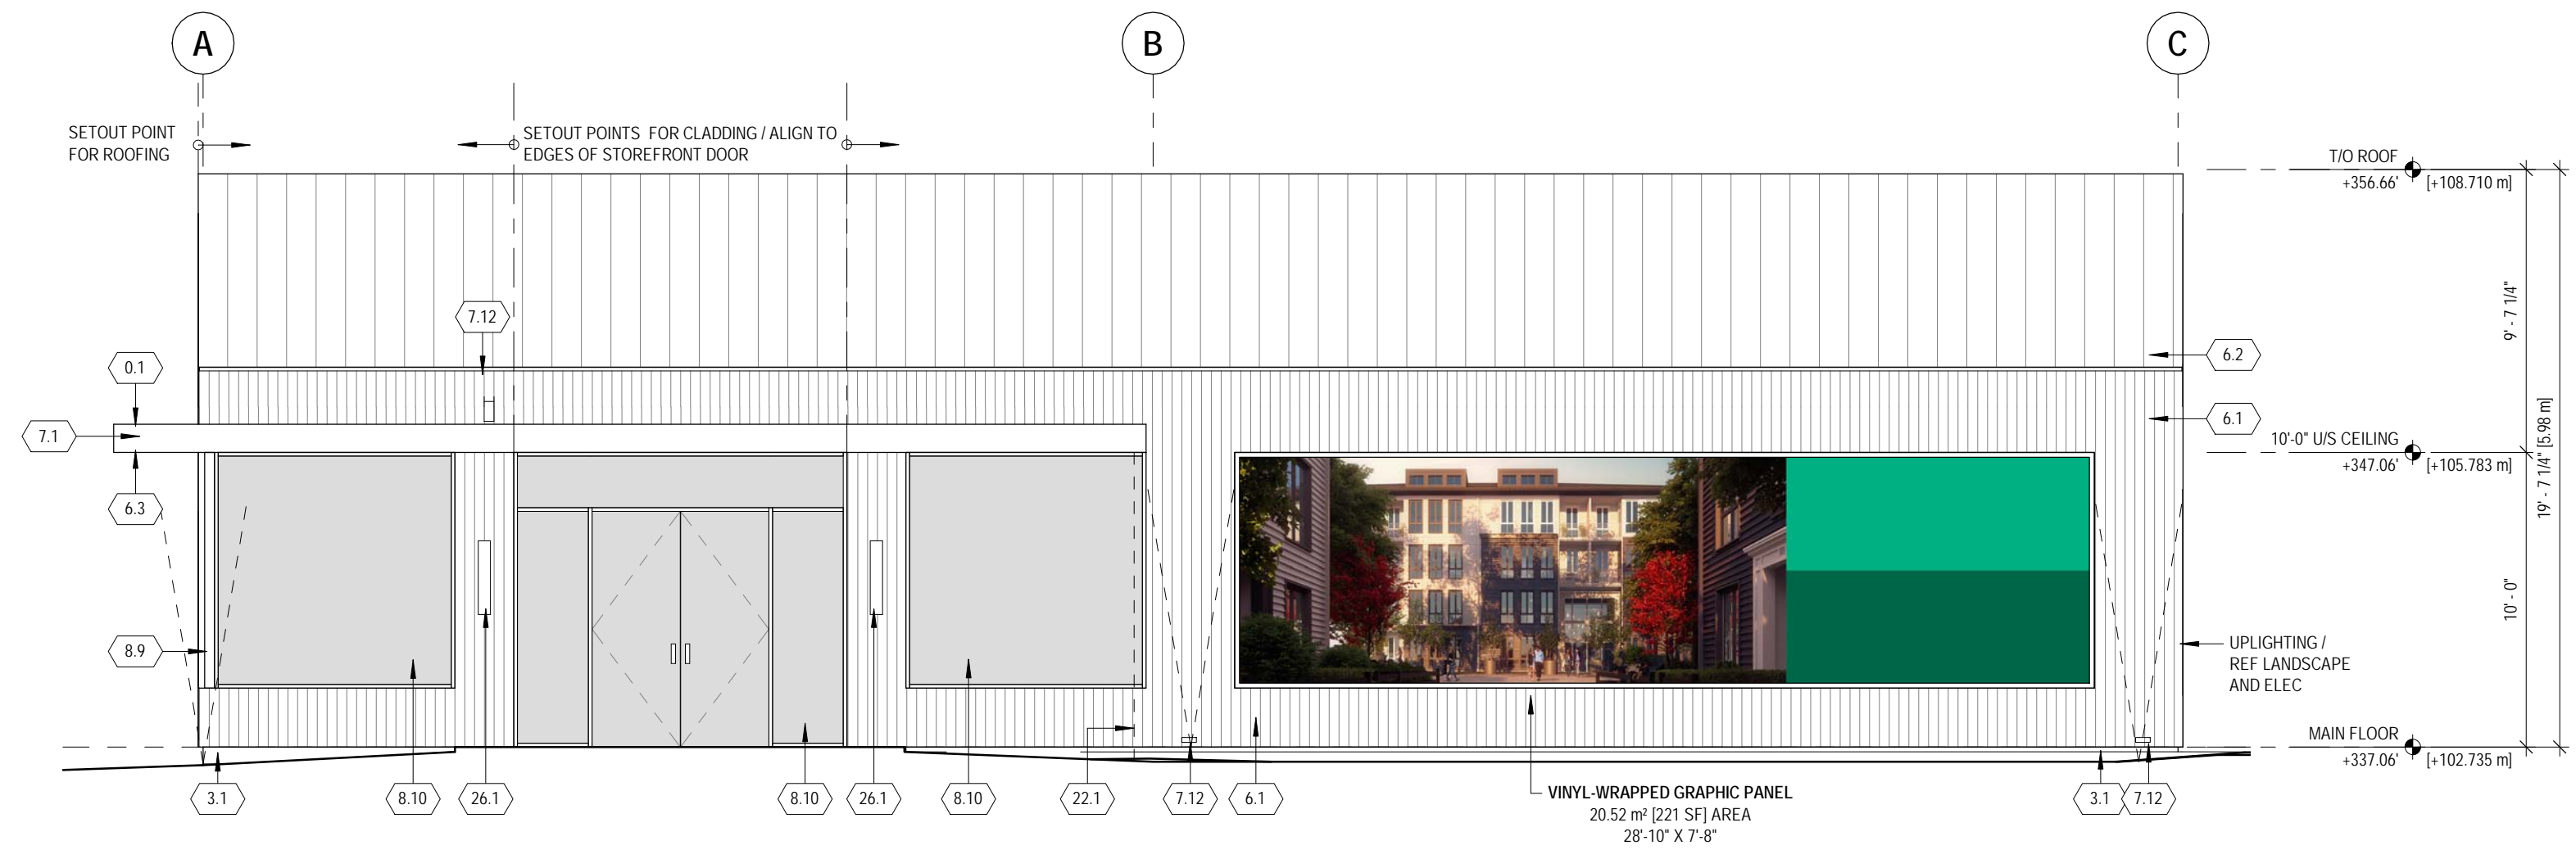 A
B
C
SETOUT POINT
FOR ROOFING
SETOUT POINTS FOR CLADDING / ALIGN TO
EDGES OF STOREFRONT DOOR
T/O ROOF
+356.66'
[+108.710 m]
7.12
9' - 7 1/4"
0.1
6.2
7.1
6.1
10'-0" U/S CEILING
+347.06'
[+105.783 m]
19' - 7 1/4" [5.98 m]
6.3
10' - 0"
8.9
UPLIGHTING /
REF LANDSCAPE
AND ELEC
MAIN FLOOR
+337.06'
[+102.735 m]
3.1
8.10
26.1
8.10
26.1
8.10
22.1
7.12
6.1
VINYL-WRAPPED GRAPHIC PANEL
20.52 m² [221 SF] AREA
28'-10" X 7'-8"
3.1
7.12